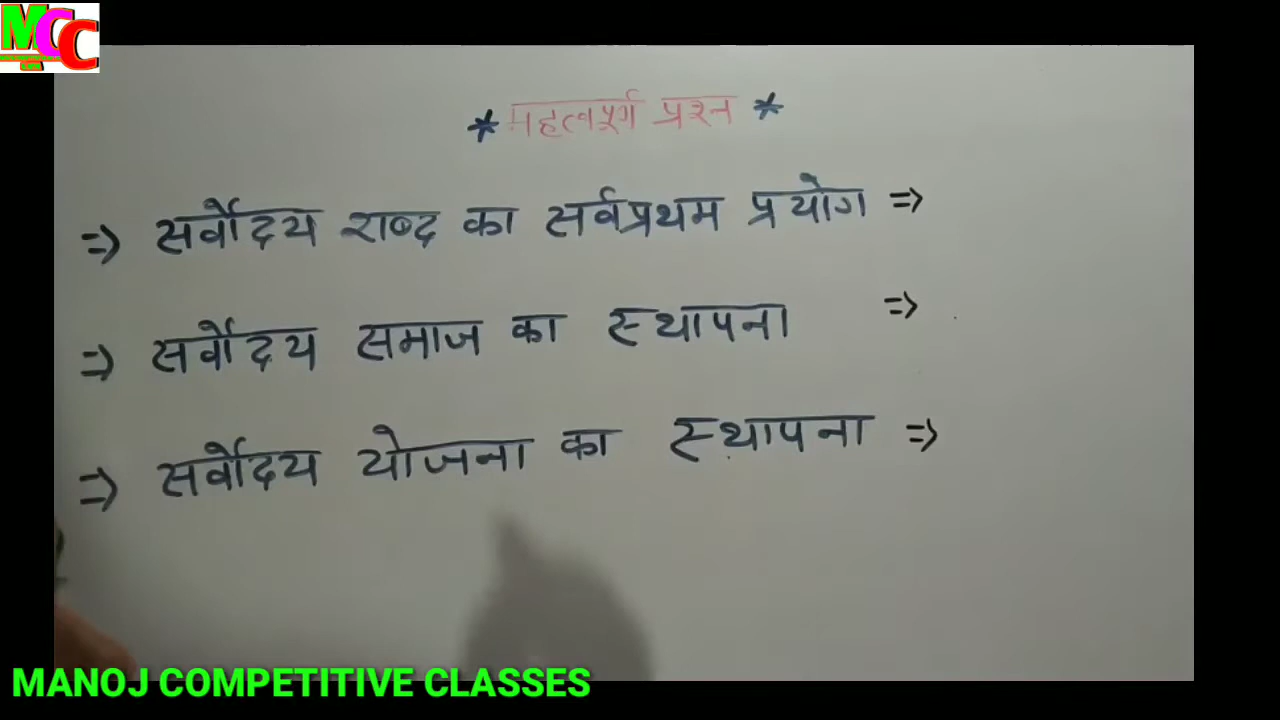 MCC
* महत्वपूर्ण प्रश्न *
=> सर्वोदय शब्द का सर्वप्रथम प्रयोग =>
=> सर्वोदय समाज का स्थापना =>
=> सर्वोदय योजना का स्थापना =>
MANOJ COMPETITIVE CLASSES